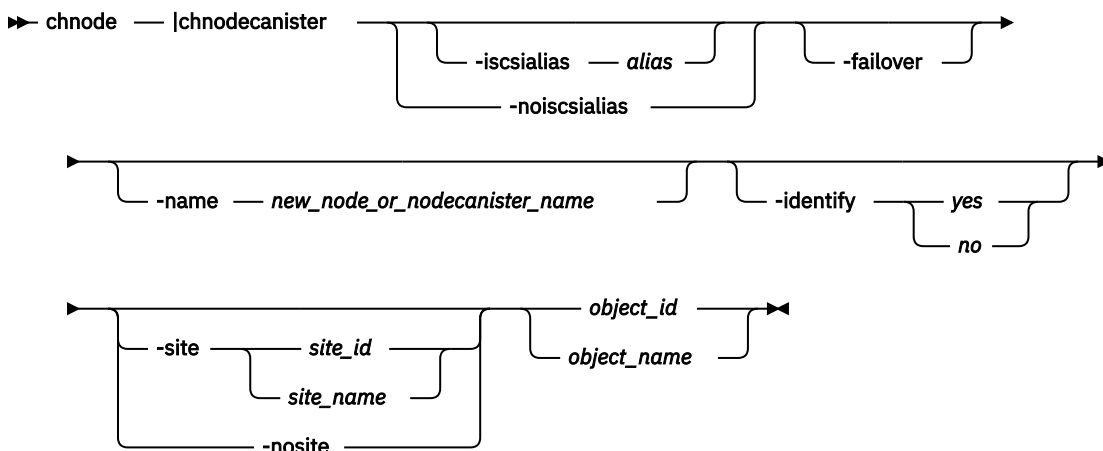 chnode |chnodecanister
-iscsialias alias -failover
-noiscsialias
-name new_node_or_nodecanister_name -identify yes
no
object_id
-site site_id object_name
site_name
-nosite